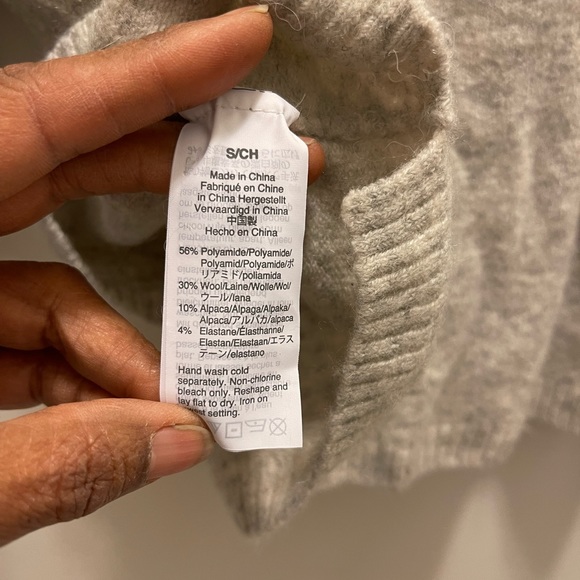 S/CH
Made in China
Fabriqué en Chine
in China Hergestellt
Vervaardigd in China
中国製
Hecho en China
56% Polyamide/Polyamide/
Polyamid/Polyamide/ポ
リアミド/poliamida
30% Wool/Laine/Wolle/Wol/
ウール/lana
10% Alpaca/Alpaga/Alpaka/
Alpaca/アルパカ/alpaca
4% Elastane/Élasthanne/
Elastan/Elastaan/エラス
テーン/elastano
Hand wash cold
separately. Non-chlorine
bleach only. Reshape and
lay flat to dry. Iron on
setting.